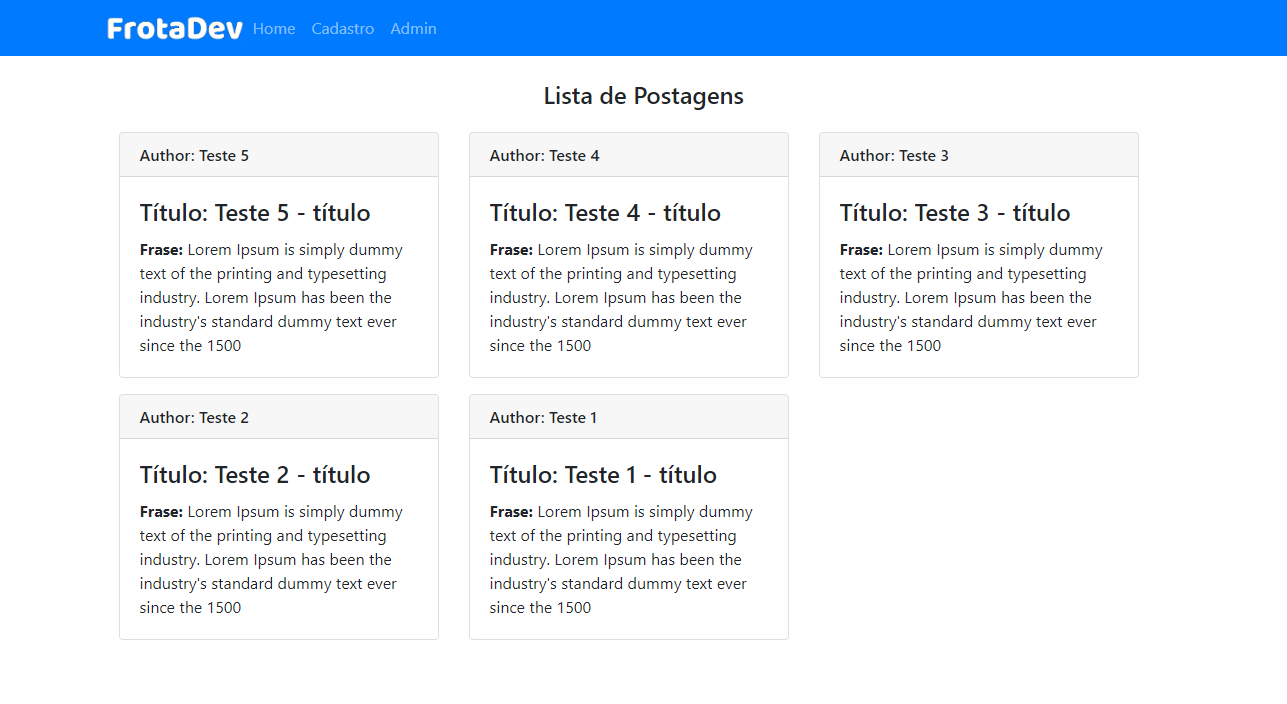 FrotaDev Home Cadastro Admin
Lista de Postagens
Author: Teste 5
Título: Teste 5 - título
Frase: Lorem Ipsum is simply dummy
text of the printing and typesetting
industry. Lorem Ipsum has been the
industry's standard dummy text ever
since the 1500
Author: Teste 4
Título: Teste 4 - título
Frase: Lorem Ipsum is simply dummy
text of the printing and typesetting
industry. Lorem Ipsum has been the
industry's standard dummy text ever
since the 1500
Author: Teste 3
Título: Teste 3 - título
Frase: Lorem Ipsum is simply dummy
text of the printing and typesetting
industry. Lorem Ipsum has been the
industry's standard dummy text ever
since the 1500
Author: Teste 2
Título: Teste 2 - título
Frase: Lorem Ipsum is simply dummy
text of the printing and typesetting
industry. Lorem Ipsum has been the
industry's standard dummy text ever
since the 1500
Author: Teste 1
Título: Teste 1 - título
Frase: Lorem Ipsum is simply dummy
text of the printing and typesetting
industry. Lorem Ipsum has been the
industry's standard dummy text ever
since the 1500